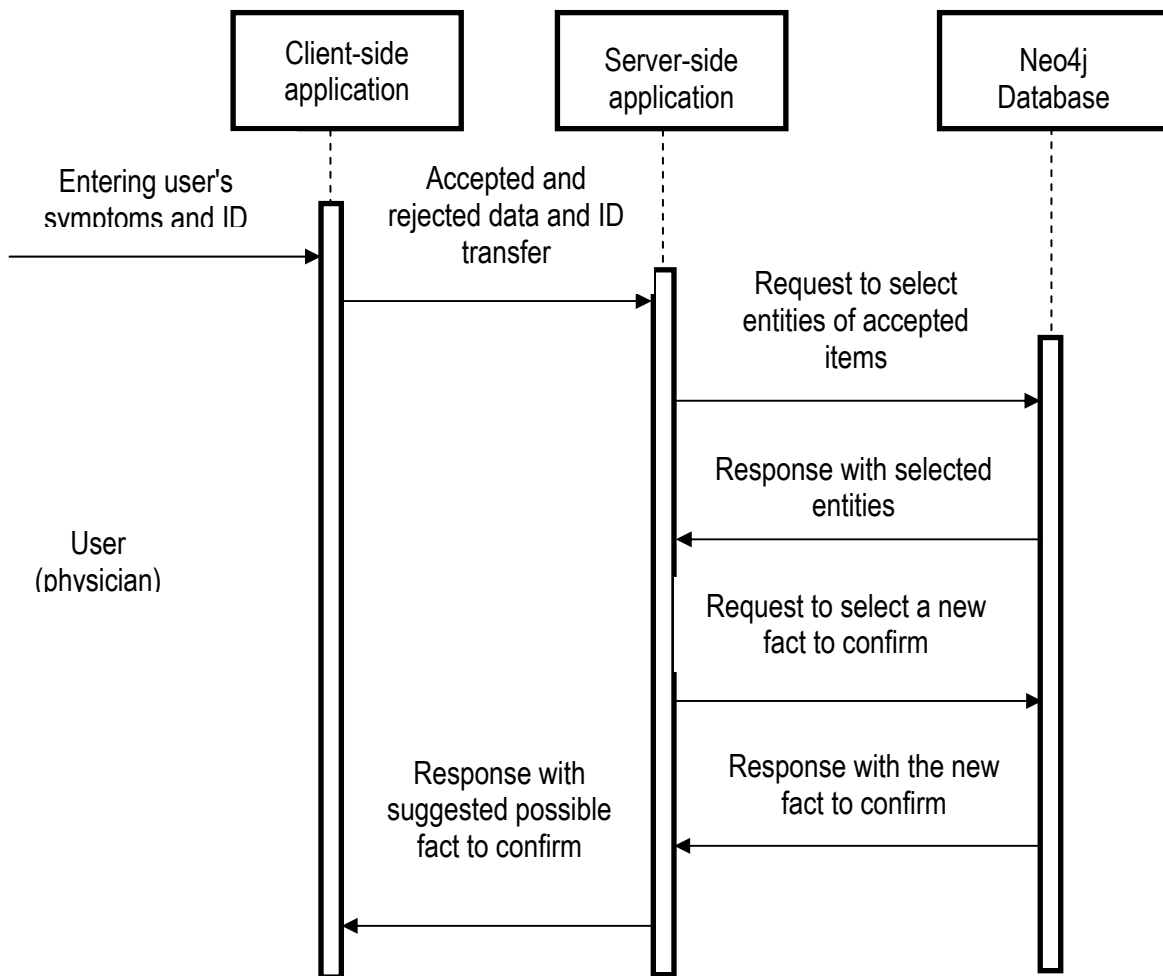 Client-side
application
Server-side
application
Neo4j
Database
Entering user's
symptoms and ID
Accepted and
rejected data and ID
transfer
Request to select
entities of accepted
items
Response with selected
entities
User
(physician)
Request to select a new
fact to confirm
Response with
suggested possible
fact to confirm
Response with the new
fact to confirm